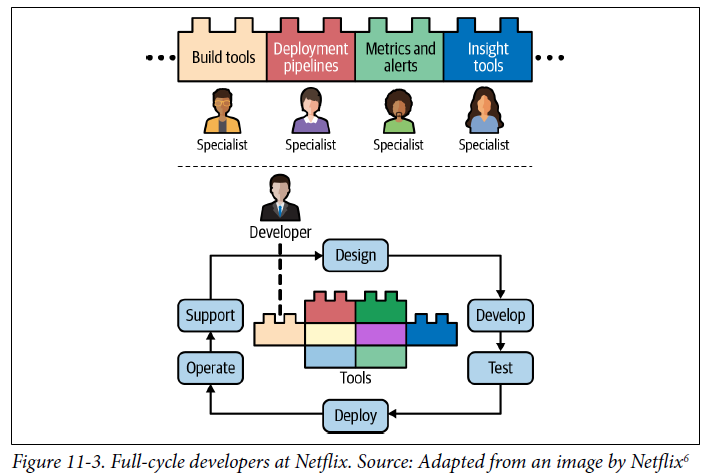 Build tools
Deployment
pipelines
Metrics and
alerts
Insight
tools
Specialist
Specialist
Specialist
Specialist
Developer
Design
Support
Develop
Operate
Test
Tools
Deploy
Figure 11-3. Full-cycle developers at Netflix. Source: Adapted from an image by Netflix⁶